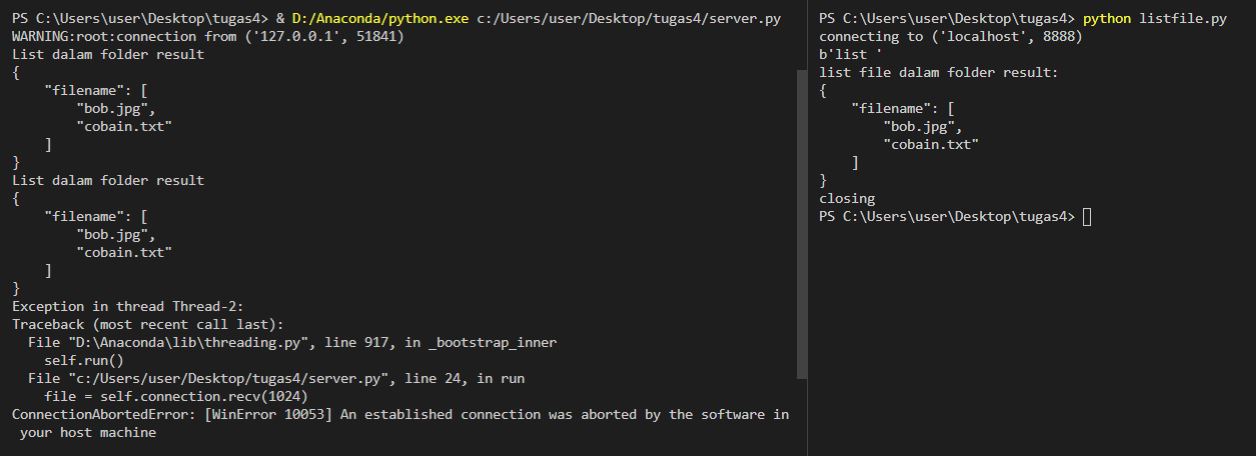 PS C:\Users\user\Desktop\tugas4> & D:/Anaconda/python.exe c:/Users/user/Desktop/tugas4/server.py
WARNING:root:connection from ('127.0.0.1', 51841)
List dalam folder result
{
    "filename": [
        "bob.jpg",
        "cobain.txt"
    ]
}
List dalam folder result
{
    "filename": [
        "bob.jpg",
        "cobain.txt"
    ]
}
Exception in thread Thread-2:
Traceback (most recent call last):
  File "D:\Anaconda\lib\threading.py", line 917, in _bootstrap_inner
    self.run()
  File "c:/Users/user/Desktop/tugas4/server.py", line 24, in run
    file = self.connection.recv(1024)
ConnectionAbortedError: [WinError 10053] An established connection was aborted by the software in
 your host machine
PS C:\Users\user\Desktop\tugas4> python listfile.py
connecting to ('localhost', 8888)
b'list '
list file dalam folder result:
{
    "filename": [
        "bob.jpg",
        "cobain.txt"
    ]
}
closing
PS C:\Users\user\Desktop\tugas4>